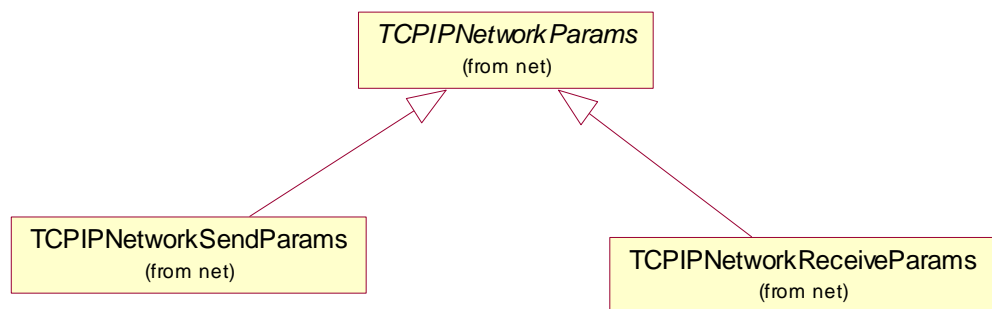 TCPIPNetworkParams
(from net)
TCPIPNetworkSendParams
(from net)
TCPIPNetworkReceiveParams
(from net)